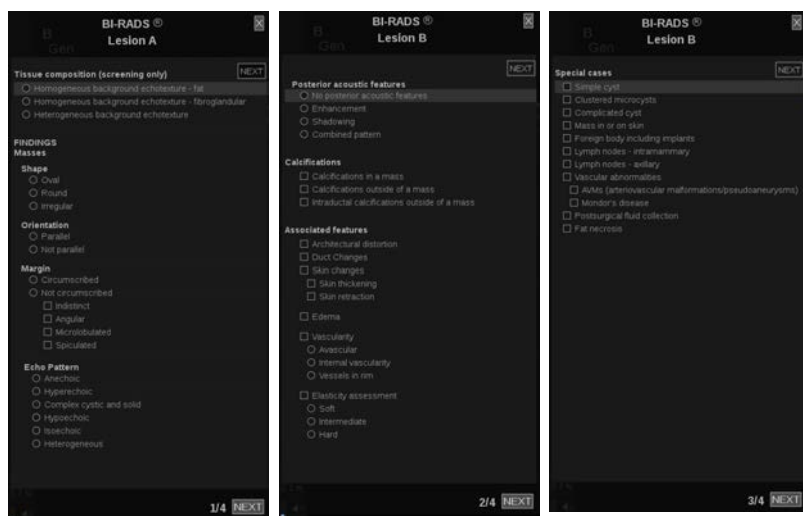 BI-RADS ®
Lesion A
X
B
Gen
NEXT
Tissue composition (screening only)
Homogeneous background echotexture - fat
Homogeneous background echotexture - fibroglandular
Heterogeneous background echotexture
FINDINGS
Masses
Shape
Oval
Round
Irregular
Orientation
Parallel
Not parallel
Margin
Circumscribed
Not circumscribed
Indistinct
Angular
Microlobulated
Spiculated
Echo Pattern
Anechoic
Hyperechoic
Complex cystic and solid
Hypoechoic
Isoechoic
Heterogeneous
1/4 NEXT
BI-RADS ®
Lesion B
X
B
Gen
NEXT
Posterior acoustic features
No posterior acoustic features
Enhancement
Shadowing
Combined pattern
Calcifications
Calcifications in a mass
Calcifications outside of a mass
Intraductal calcifications outside of a mass
Associated features
Architectural distortion
Duct Changes
Skin changes
Skin thickening
Skin retraction
Edema
Vascularity
Avascular
Internal vascularity
Vessels in rim
Elasticity assessment
Soft
Intermediate
Hard
2/4 NEXT
BI-RADS ®
Lesion B
X
B
Gen
NEXT
Special cases
Simple cyst
Clustered microcysts
Complicated cyst
Mass in or on skin
Foreign body including implants
Lymph nodes - intramammary
Lymph nodes - axillary
Vascular abnormalities
AVMs (arteriovascular malformations/pseudoaneurysms)
Mondor's disease
Postsurgical fluid collection
Fat necrosis
3/4 NEXT